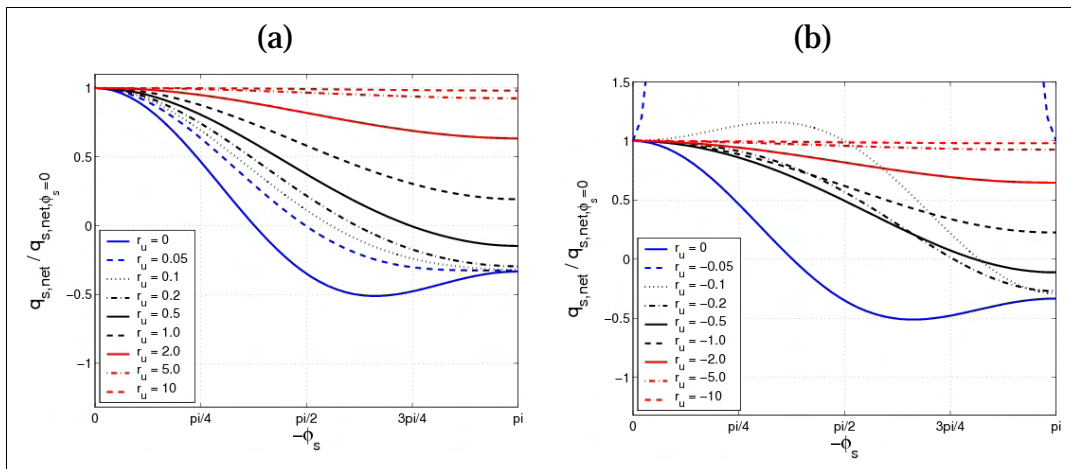 (a)
1
0.5
0
−0.5
−1
q_s,net / q_s,net,ϕ_s=0
r_u = 0
r_u = 0.05
r_u = 0.1
r_u = 0.2
r_u = 0.5
r_u = 1.0
r_u = 2.0
r_u = 5.0
r_u = 10
0 pi/4 pi/2 3pi/4 pi
−ϕ_s
(b)
1.5
1
0.5
0
−0.5
−1
q_s,net / q_s,net,ϕ_s=0
r_u = 0
r_u = −0.05
r_u = −0.1
r_u = −0.2
r_u = −0.5
r_u = −1.0
r_u = −2.0
r_u = −5.0
r_u = −10
0 pi/4 pi/2 3pi/4 pi
−ϕ_s